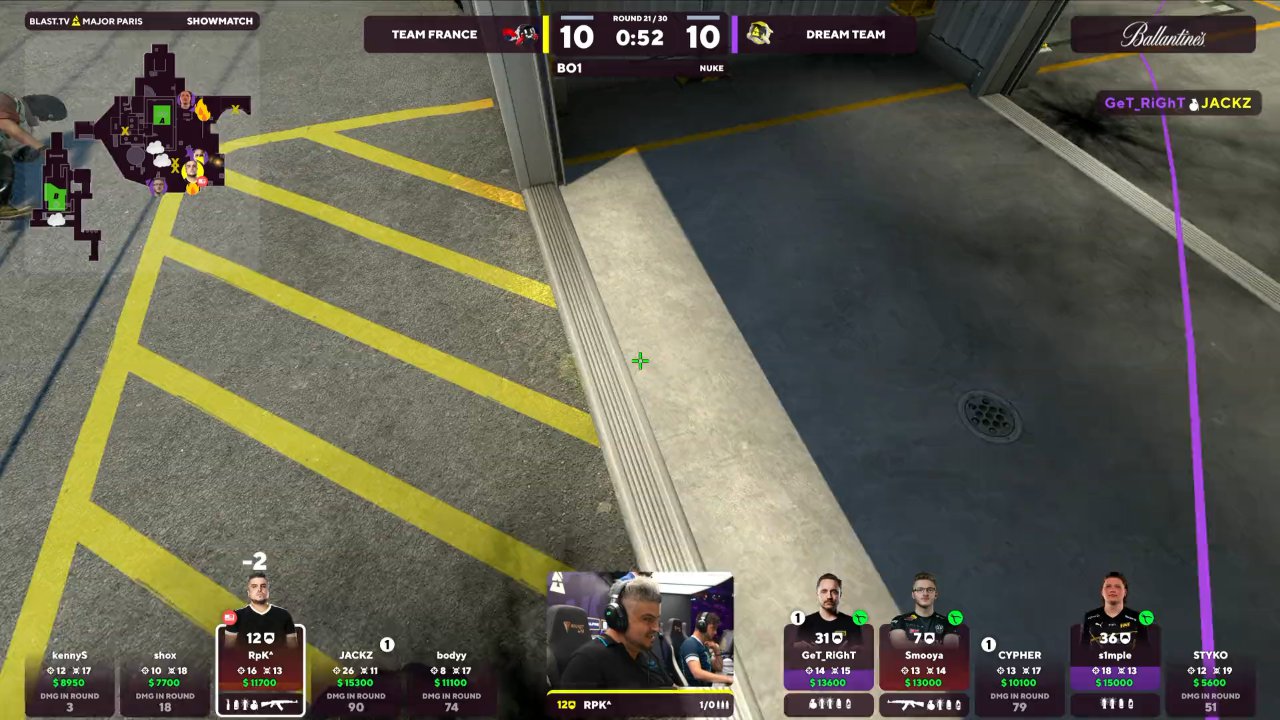 BLAST.TV MAJOR PARIS SHOWMATCH
TEAM FRANCE 10 ROUND 21 / 30 0:52 10 DREAM TEAM
BO1 NUKE
Ballantine's
GeT_RiGhT JACKZ
A
B
-2
12 31 7 36
kennyS shox RpK^ JACKZ 1 bodyy 1 GeT_RiGhT Smooya 1 CYPHER s1mple STYKO
12 17 10 18 16 13 26 11 8 17 14 15 13 14 13 17 18 13 12 19
$8950 $7700 $11700 $15300 $11100 $13600 $13000 $10100 $15000 $5600
DMG IN ROUND DMG IN ROUND DMG IN ROUND DMG IN ROUND DMG IN ROUND DMG IN ROUND
3 18 90 74 79 51
12 RPK^ 1/0